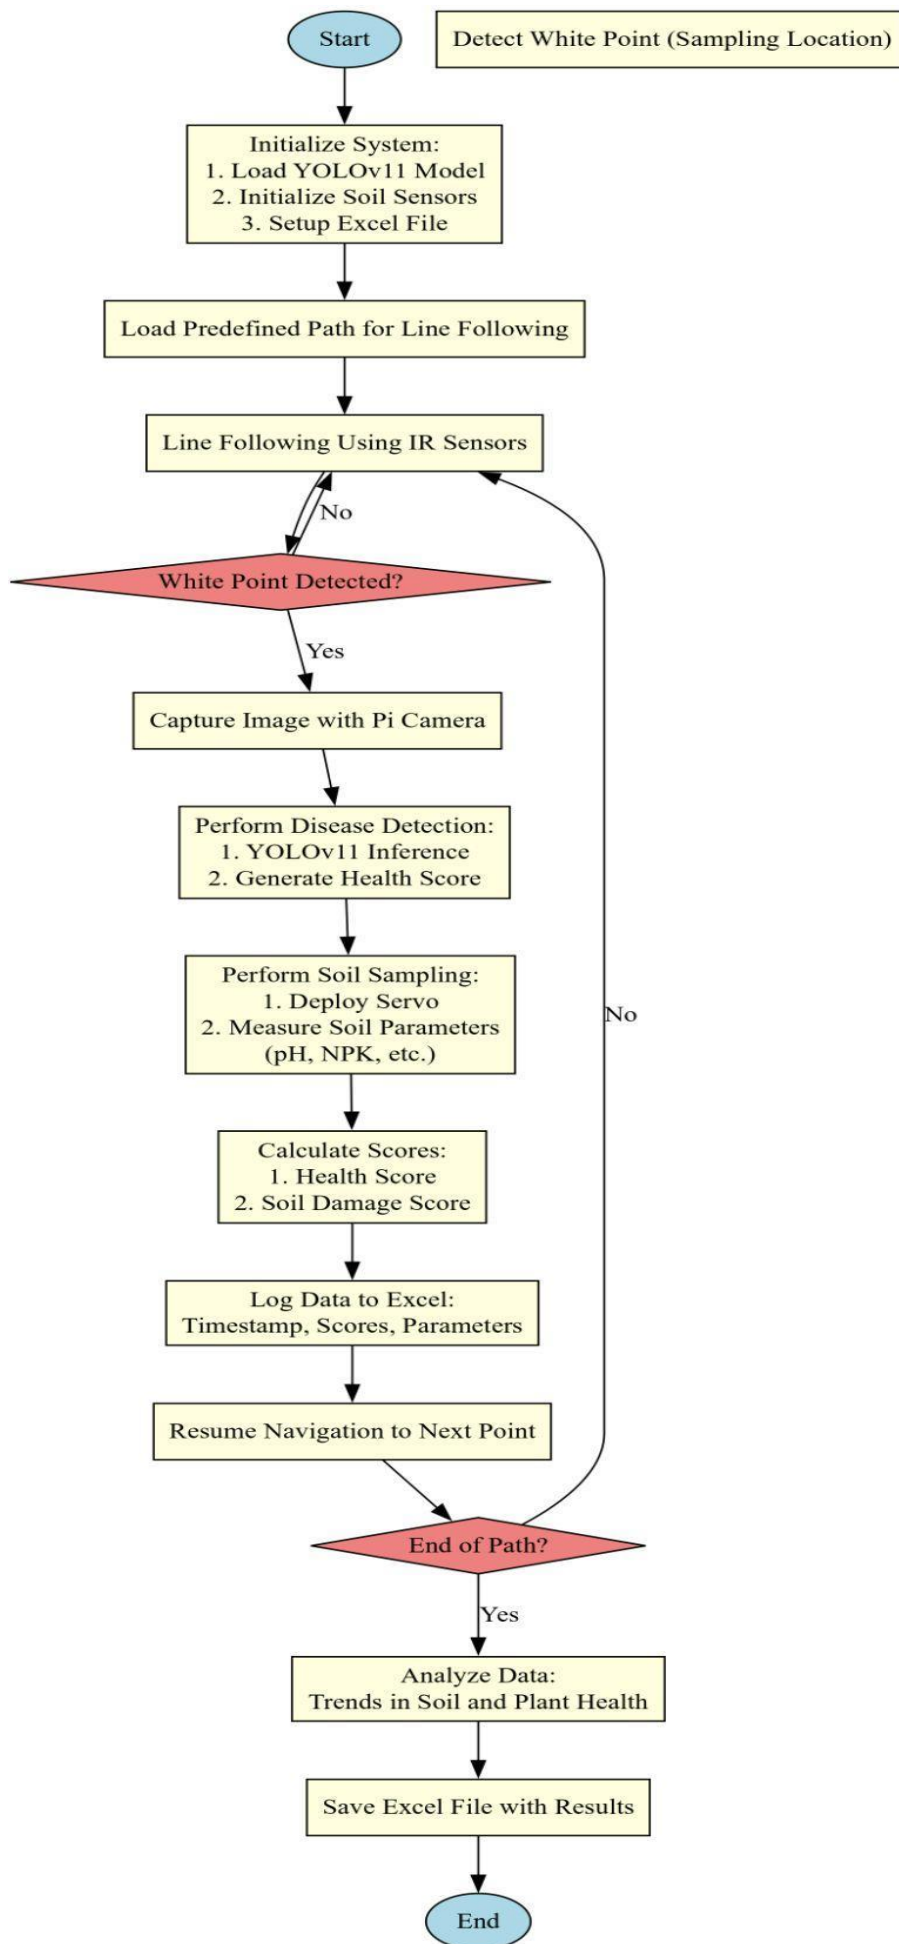 Start
Detect White Point (Sampling Location)
Initialize System:
1. Load YOLOv11 Model
2. Initialize Soil Sensors
3. Setup Excel File
Load Predefined Path for Line Following
Line Following Using IR Sensors
No
White Point Detected?
Yes
Capture Image with Pi Camera
Perform Disease Detection:
1. YOLOv11 Inference
2. Generate Health Score
Perform Soil Sampling:
1. Deploy Servo
2. Measure Soil Parameters
(pH, NPK, etc.)
No
Calculate Scores:
1. Health Score
2. Soil Damage Score
Log Data to Excel:
Timestamp, Scores, Parameters
Resume Navigation to Next Point
End of Path?
Yes
Analyze Data:
Trends in Soil and Plant Health
Save Excel File with Results
End